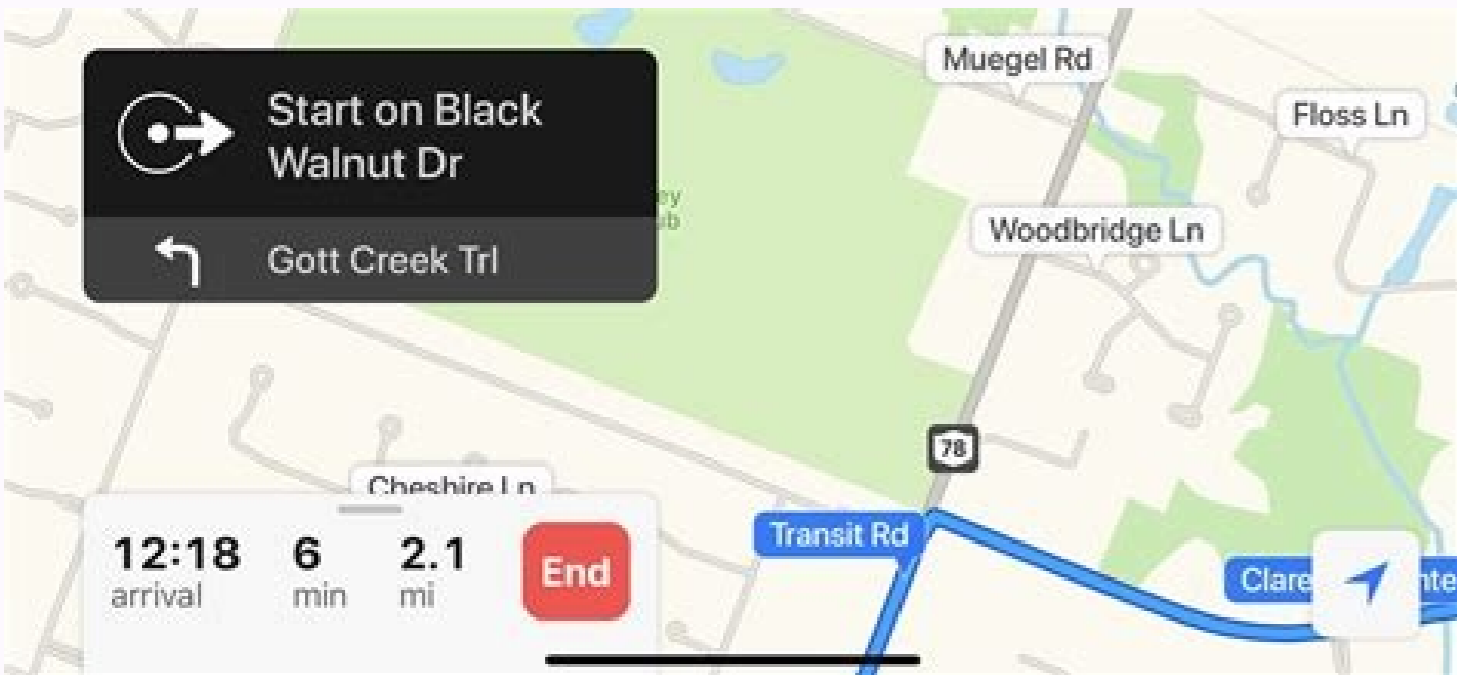 Start on Black
Walnut Dr
Gott Creek Trl
Muegel Rd
Floss Ln
Woodbridge Ln
78
Cheshire Ln
Transit Rd
12:18 6 2.1
arrival min mi
End